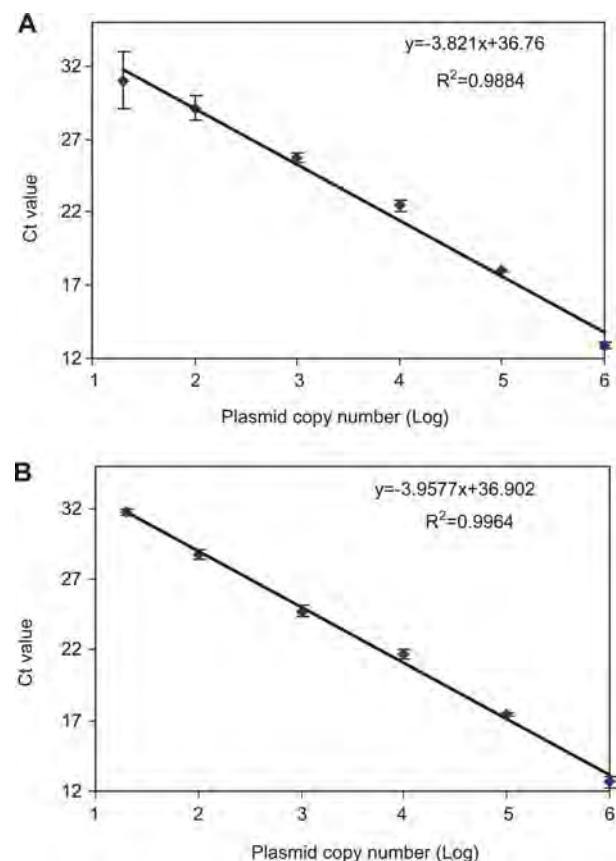 A
y=-3.821x+36.76
R²=0.9884
32
27
22
17
12
Ct value
1 2 3 4 5 6
Plasmid copy number (Log)
B
y=-3.9577x+36.902
R²=0.9964
32
27
22
17
12
Ct value
1 2 3 4 5 6
Plasmid copy number (Log)